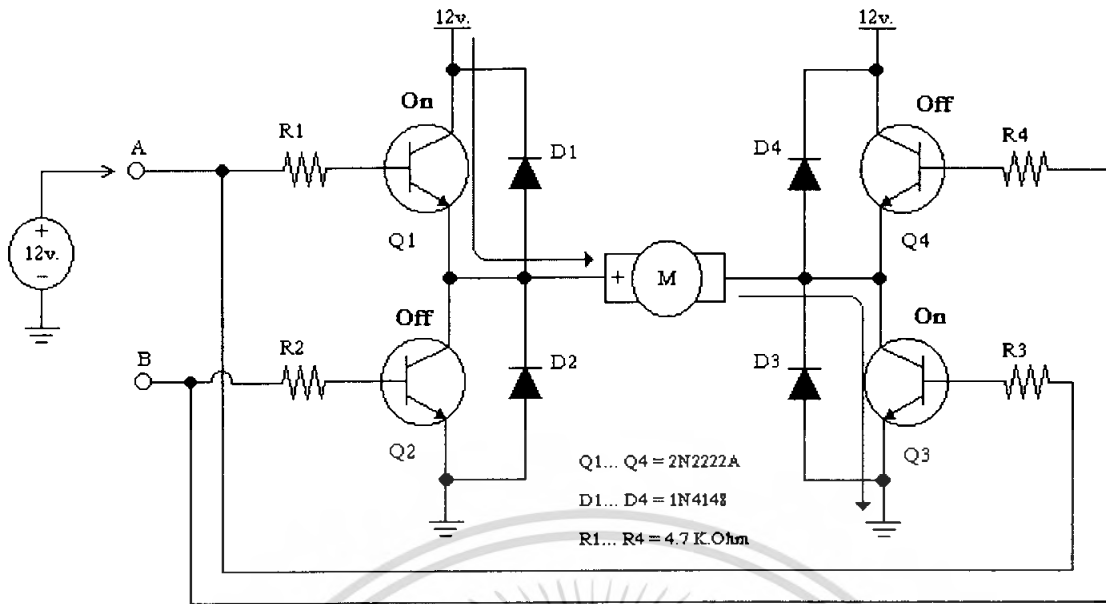 12v.
12v.
On
Off
A
R1
D1
D4
R4
+
12v.
−
Q1
Q4
+ M
Off
On
B
R2
D2
D3
R3
Q2
Q3
Q1... Q4 = 2N2222A
D1... D4 = 1N4148
R1... R4 = 4.7 K.Ohm